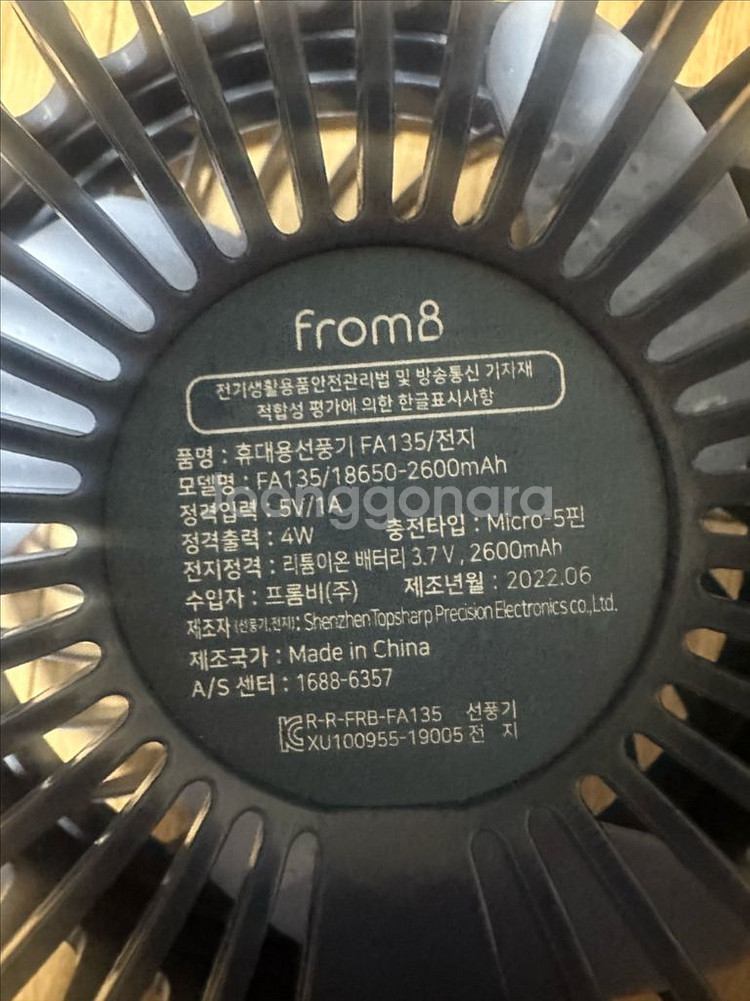 from8
전기생활용품안전관리법 및 방송통신 기자재
적합성 평가에 의한 한글표시사항
품명 : 휴대용선풍기 FA135/전지
모델명 : FA135/18650-2600mAh
정격입력 : 5V/1A
정격출력 : 4W 충전타입 : Micro-5핀
전지정격 : 리튬이온 배터리 3.7V, 2600mAh
수입자 : 프롬비(주) 제조년월 : 2022.06
제조자(선풍기,전지): Shenzhen Topsharp Precision Electronics co.,Ltd.
제조국가 : Made in China
A/S 센터 : 1688-6357
R-R-FRB-FA135 선풍기
XU100955-19005 전 지
joonggonara